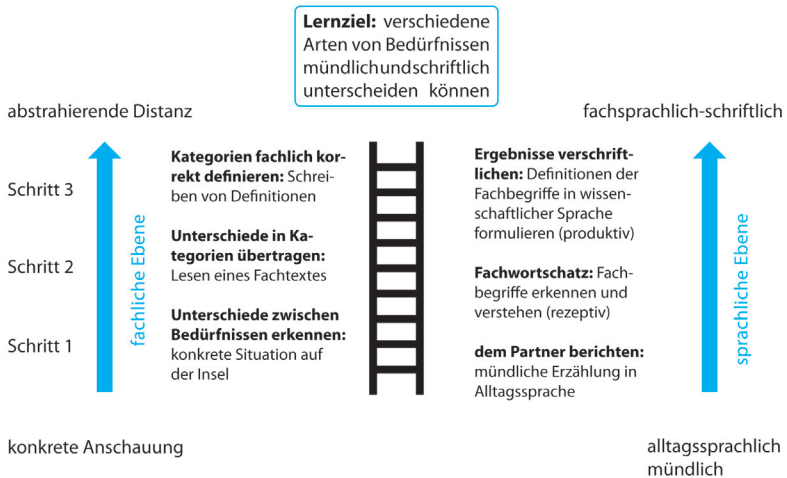 Lernziel: verschiedene
Arten von Bedürfnissen
mündlichundschriftlich
unterscheiden können
abstrahierende Distanz
fachsprachlich-schriftlich
Schritt 3
Schritt 2
Schritt 1
fachliche Ebene
Kategorien fachlich kor-
rekt definieren: Schrei-
ben von Definitionen
Unterschiede in Ka-
tegorien übertragen:
Lesen eines Fachtextes
Unterschiede zwischen
Bedürfnissen erkennen:
konkrete Situation auf
der Insel
Ergebnisse verschrift-
lichen: Definitionen der
Fachbegriffe in wissen-
schaftlicher Sprache
formulieren (produktiv)
Fachwortschatz: Fach-
begriffe erkennen und
verstehen (rezeptiv)
dem Partner berichten:
mündliche Erzählung in
Alltagssprache
sprachliche Ebene
konkrete Anschauung
alltagssprachlich
mündlich